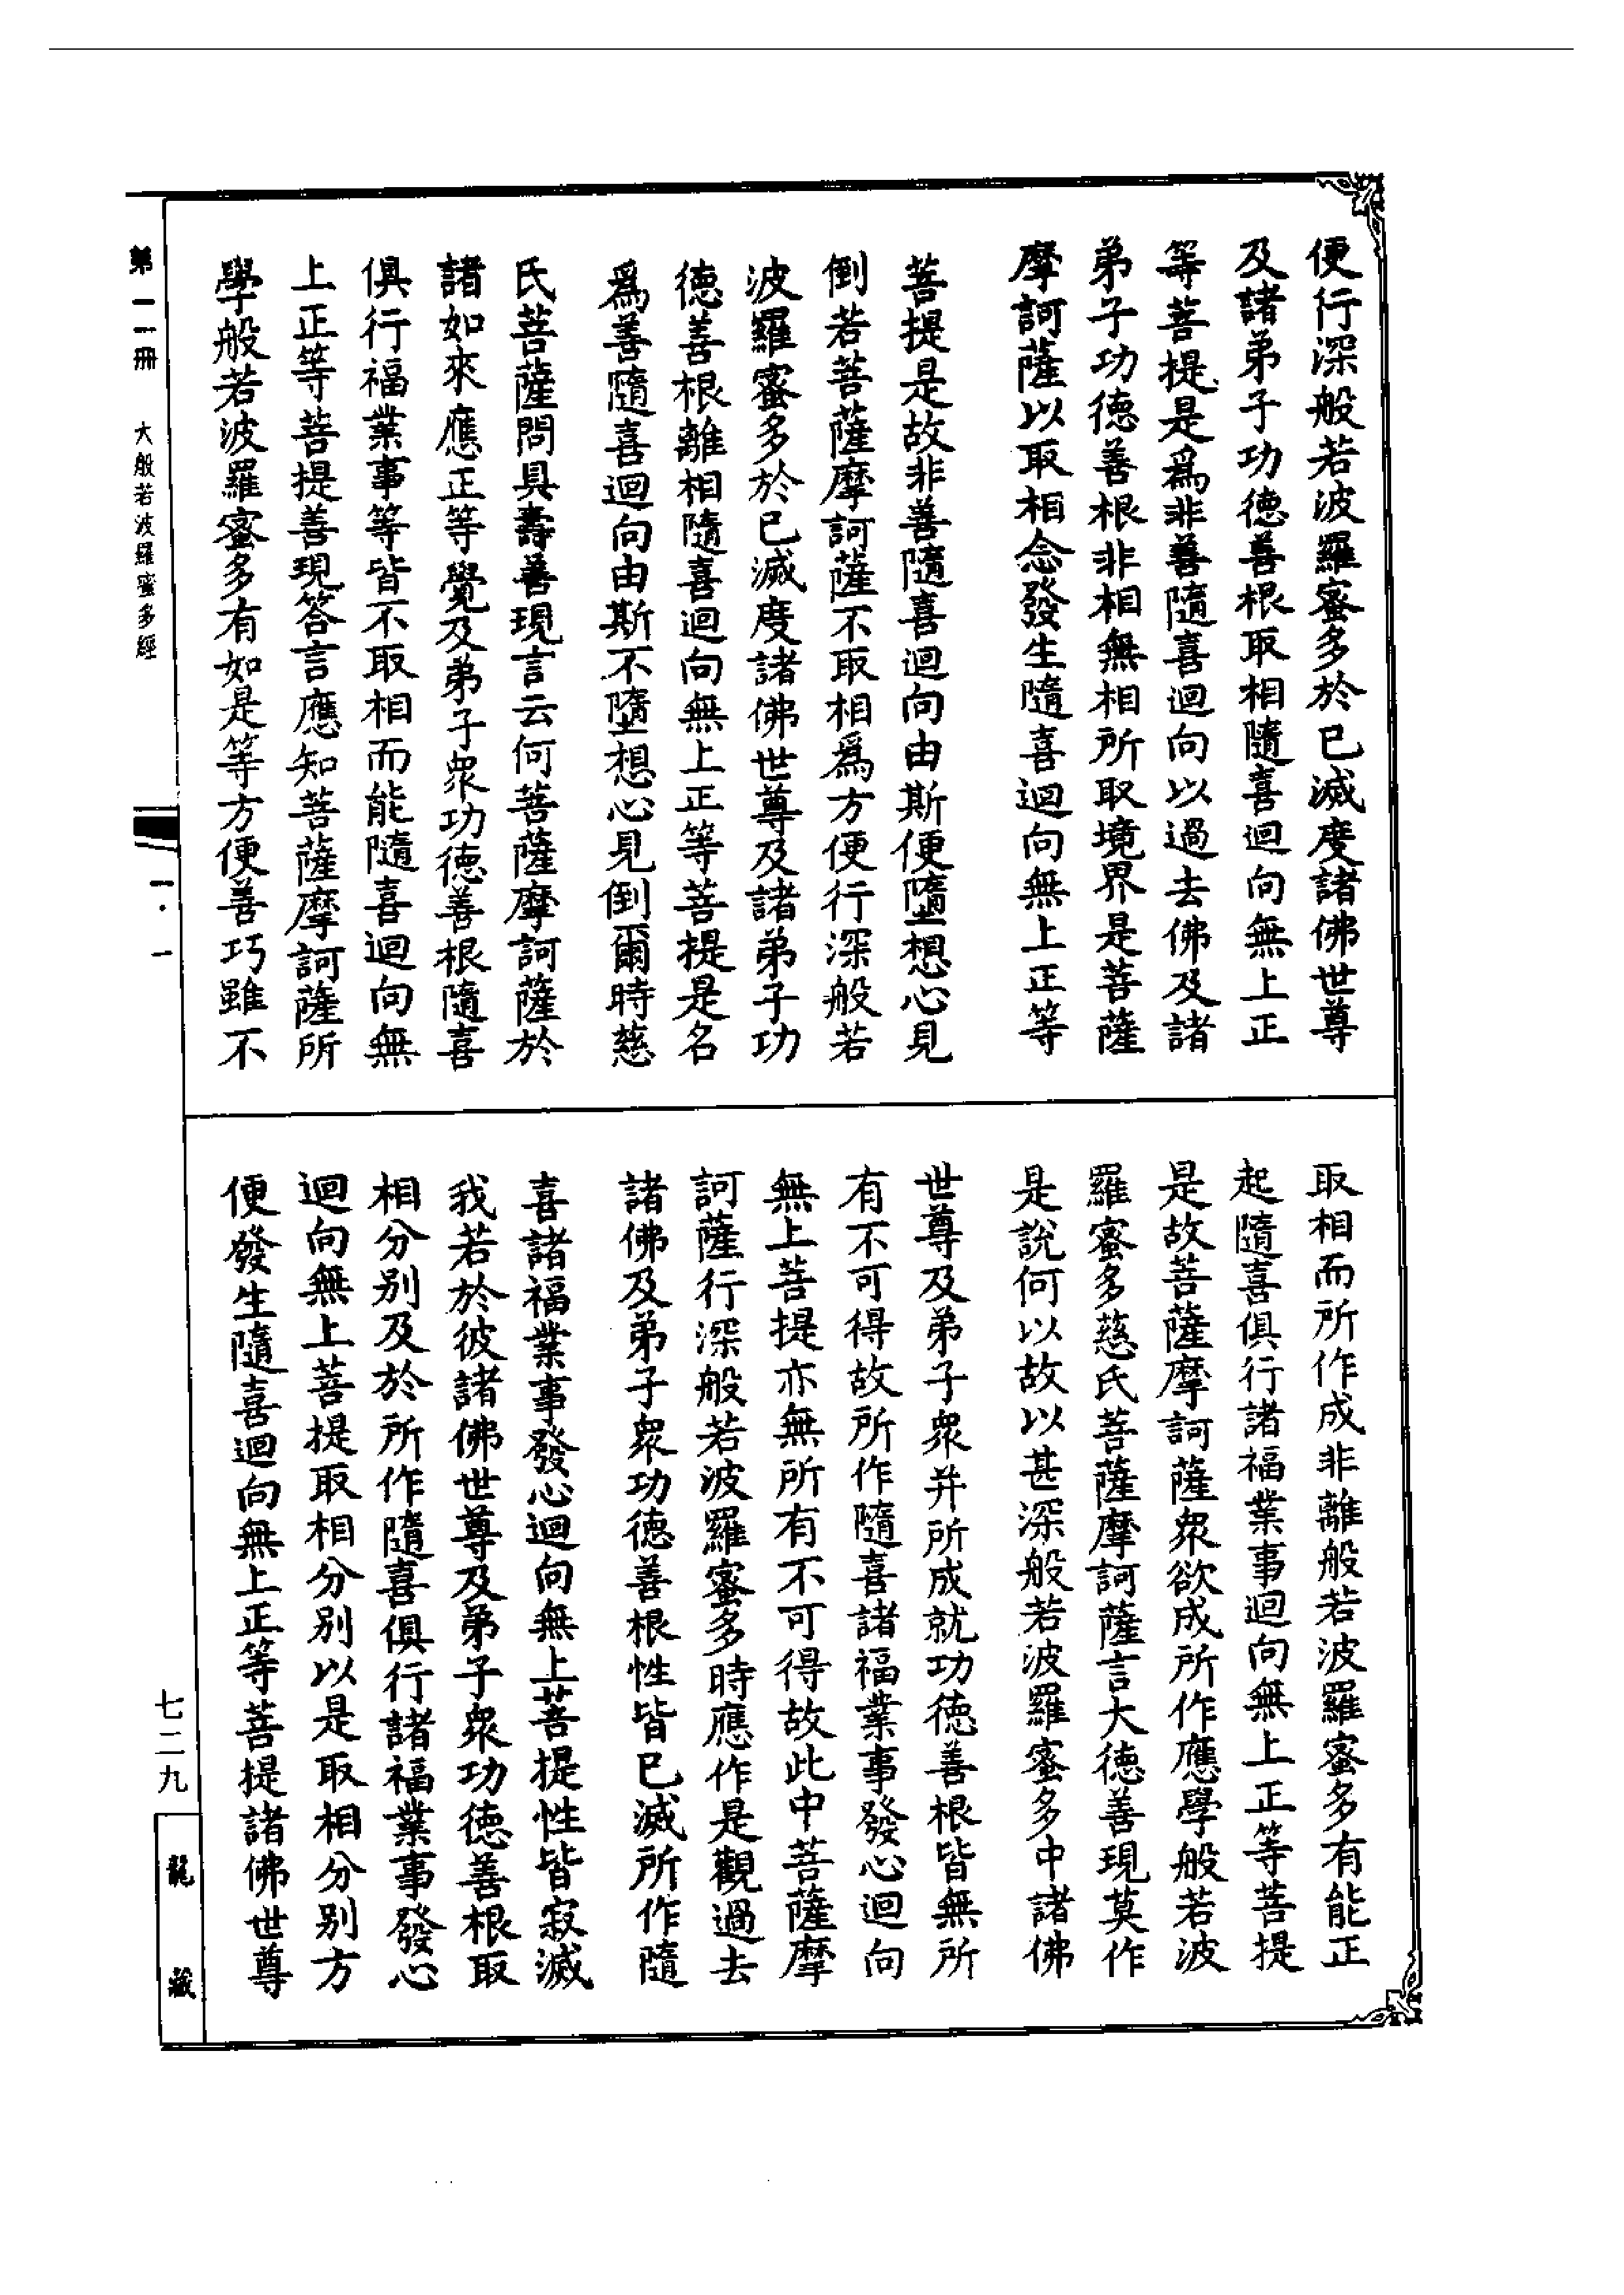 便行深般若波羅蜜多於已滅度諸佛世尊
及諸弟子功德善根取相隨喜迴向無上正
等菩提是爲非善隨喜迴向以過去佛及諸
弟子功德善根非相無相所取境界是菩薩
摩訶薩以取相念發生隨喜迴向無上正等
菩提是故非善隨喜迴向由斯便墮想心見
倒若菩薩摩訶薩不取相爲方便行深般若
波羅蜜多於已滅度諸佛世尊及諸弟子功
德善根離相隨喜迴向無上正等菩提是名
爲善隨喜迴向由斯不墮想心見倒爾時慈
氏菩薩問具壽善現言云何菩薩摩訶薩於
諸如來應正等覺及弟子衆功德善根隨喜
俱行福業事等皆不取相而能隨喜迴向無
上正等菩提善現答言應知菩薩摩訶薩所
學般若波羅蜜多有如是等方便善巧雖不
取相而所作成非離般若波羅蜜多有能正
起隨喜俱行諸福業事迴向無上正等菩提
是故菩薩摩訶薩衆欲成所作應學般若波
羅蜜多慈氏菩薩摩訶薩言大德善現莫作
是說何以故以甚深般若波羅蜜多中諸佛
世尊及弟子衆并所成就功德善根皆無所
有不可得故所作隨喜諸福業事發心迴向
無上菩提亦無所有不可得故此中菩薩摩
訶薩行深般若波羅蜜多時應作是觀過去
諸佛及弟子衆功德善根性皆已滅所作隨
喜諸福業事發心迴向無上菩提性皆寂滅
我若於彼諸佛世尊及弟子衆功德善根取
相分別及於所作隨喜俱行諸福業事發心
迴向無上菩提取相分別以是取相分別方
便發生隨喜迴向無上正等菩提諸佛世尊
第一一冊 大般若波羅蜜多經
一·一
七二九
龍藏